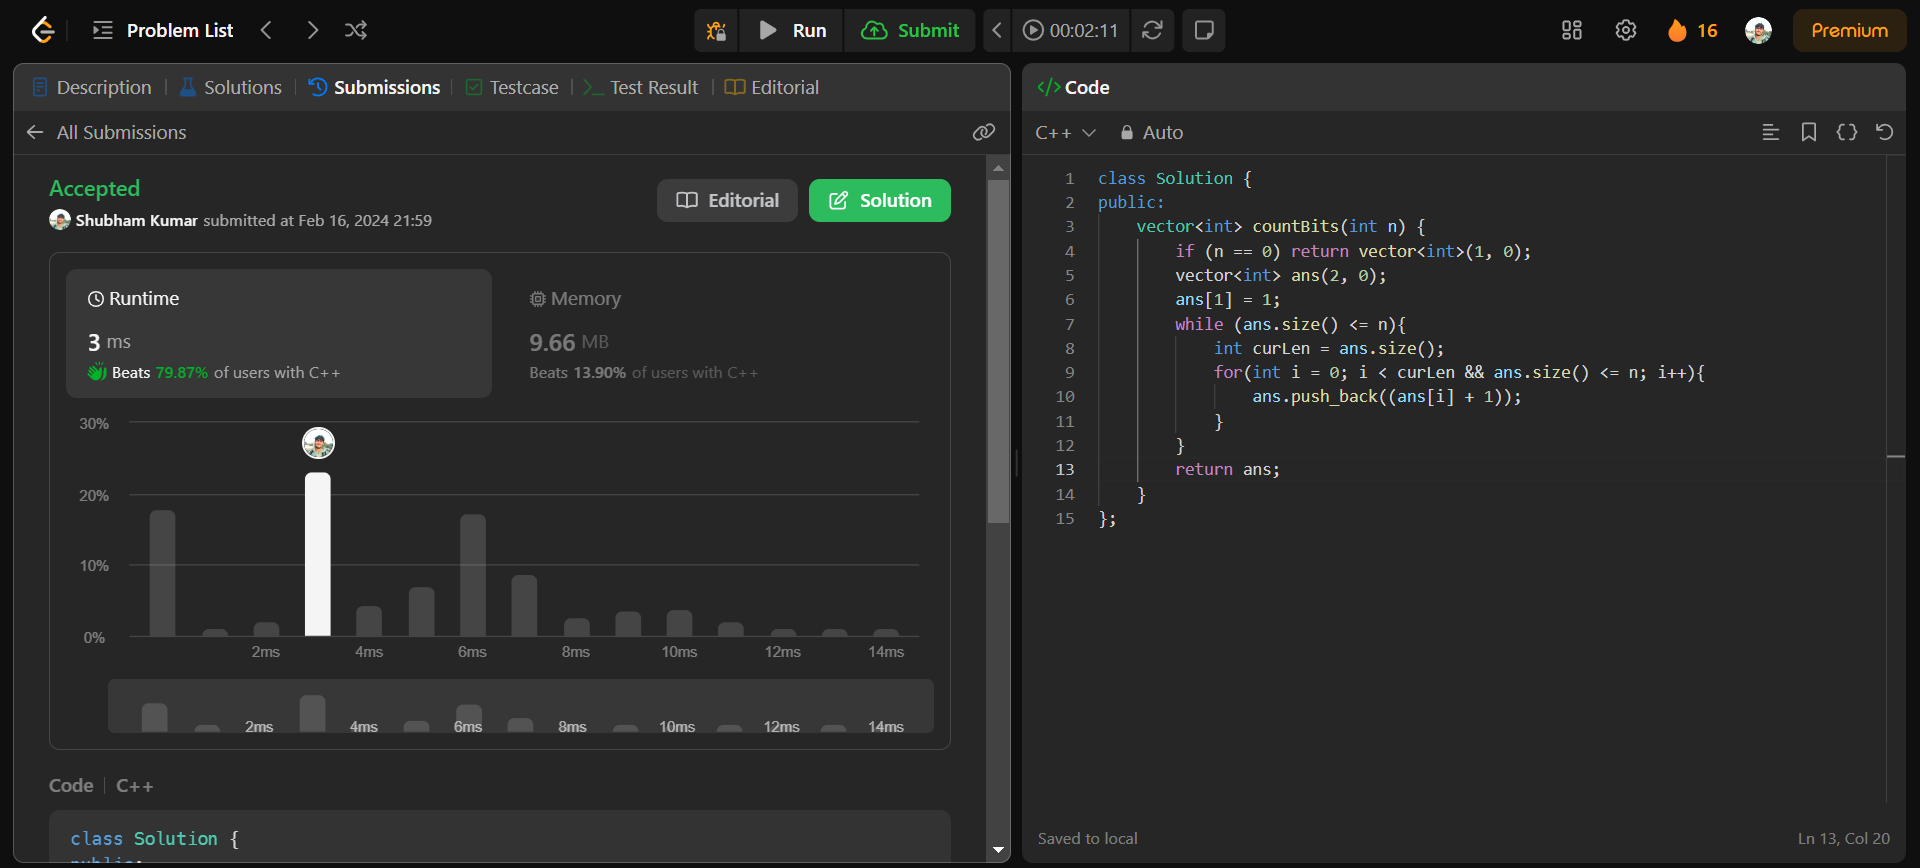 Problem List
Run
Submit
00:02:11
16
Premium
Description
Solutions
Submissions
Testcase
Test Result
Editorial
All Submissions
Accepted
Shubham Kumar submitted at Feb 16, 2024 21:59
Editorial
Solution
Runtime
3 ms
Beats 79.87% of users with C++
Memory
9.66 MB
Beats 13.90% of users with C++
30%
20%
10%
0%
2ms 4ms 6ms 8ms 10ms 12ms 14ms
2ms 4ms 6ms 8ms 10ms 12ms 14ms
Code | C++
class Solution {
public:
</> Code
C++ Auto
1 class Solution {
2 public:
3     vector<int> countBits(int n) {
4         if (n == 0) return vector<int>(1, 0);
5         vector<int> ans(2, 0);
6         ans[1] = 1;
7         while (ans.size() <= n){
8             int curLen = ans.size();
9             for(int i = 0; i < curLen && ans.size() <= n; i++){
10                 ans.push_back((ans[i] + 1));
11             }
12         }
13         return ans;
14     }
15 };
Saved to local
Ln 13, Col 20